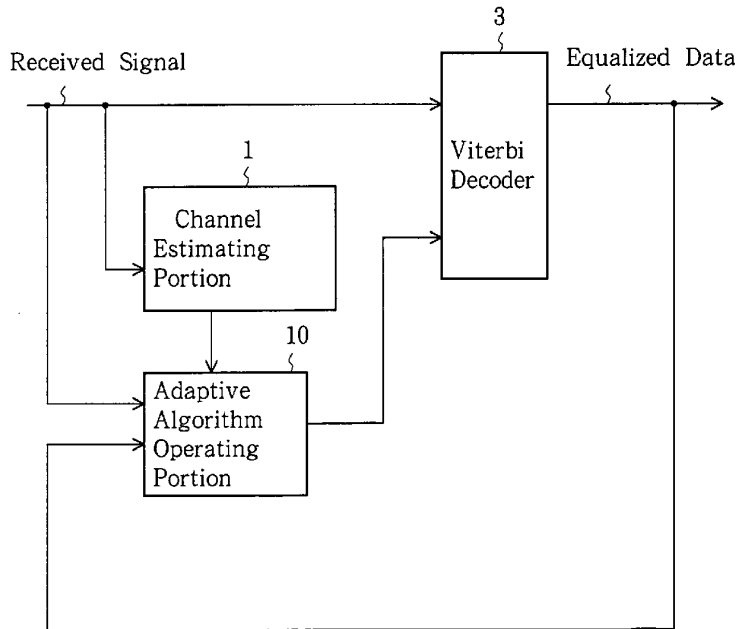 3
Received Signal
Equalized Data
Viterbi
Decoder
1
Channel
Estimating
Portion
10
Adaptive
Algorithm
Operating
Portion